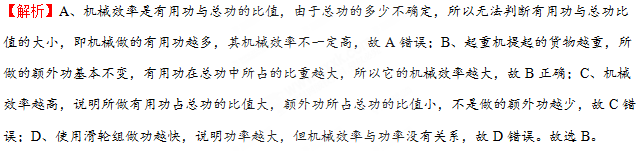 【解析】A、机械效率是有用功与总功的比值，由于总功的多少不确定，所以无法判断有用功与总功比
值的大小，即机械做的有用功越多，其机械效率不一定高，故 A 错误；B、起重机提起的货物越重，所
做的额外功基本不变，有用功在总功中所占的比重越大，所以它的机械效率越大，故 B 正确；C、机械
效率越高，说明所做有用功占总功的比值大，额外功所占总功的比值小，不是做的额外功越少，故 C 错
误；D、使用滑轮组做功越快，说明功率越大，但机械效率与功率没有关系，故 D 错误。故选 B。